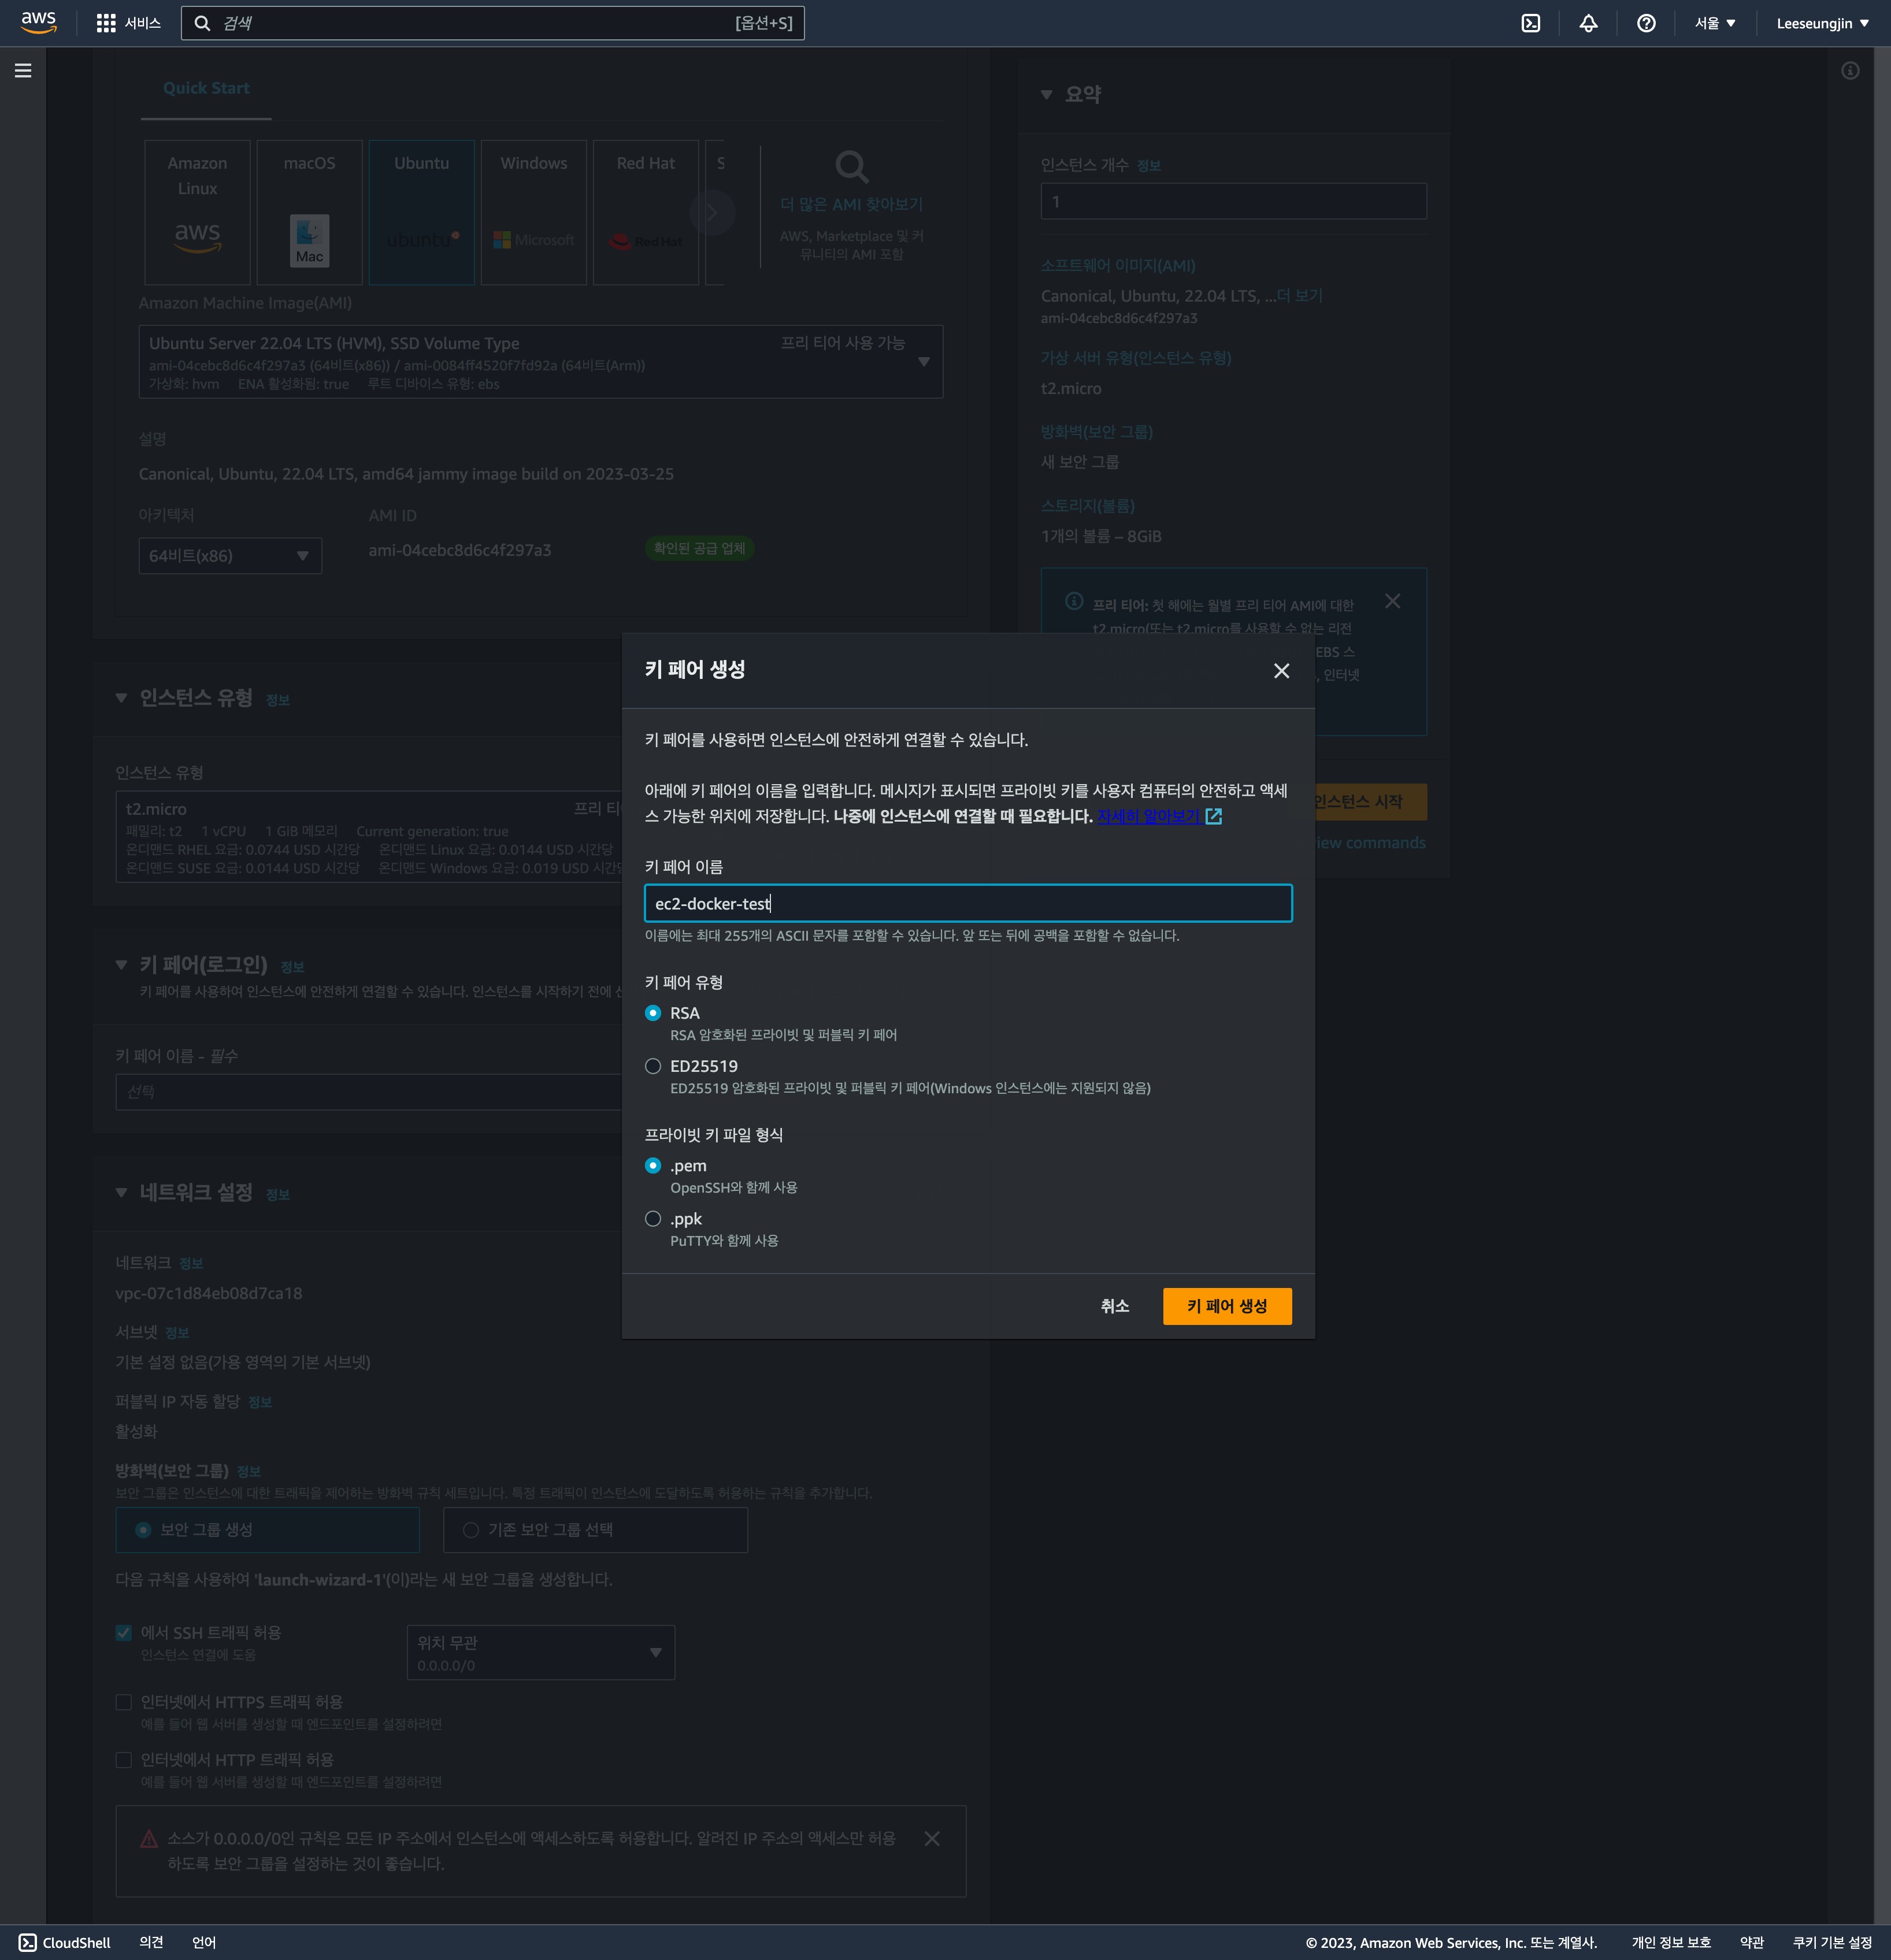 aws
서비스
검색
[옵션+S]
서울 ▼
Leeseungjin ▼
Quick Start
Amazon Linux
aws
macOS
Mac
Ubuntu
ubuntu
Windows
Microsoft
Red Hat
Red Hat
S
더 많은 AMI 찾아보기
AWS, Marketplace 및 커
뮤니티의 AMI 포함
Amazon Machine Image(AMI)
Ubuntu Server 22.04 LTS (HVM), SSD Volume Type
프리 티어 사용 가능
ami-04cebc8d6c4f297a3 (64비트(x86)) / ami-0084ff4520f7fd92a (64비트(Arm))
가상화: hvm ENA 활성화됨: true 루트 디바이스 유형: ebs
설명
Canonical, Ubuntu, 22.04 LTS, amd64 jammy image build on 2023-03-25
아키텍처
AMI ID
64비트(x86)
ami-04cebc8d6c4f297a3
확인된 공급 업체
인스턴스 유형 정보
인스턴스 유형
t2.micro
프리 티
패밀리: t2 1 vCPU 1 GiB 메모리 Current generation: true
온디맨드 RHEL 요금: 0.0744 USD 시간당 온디맨드 Linux 요금: 0.0144 USD 시간당
온디맨드 SUSE 요금: 0.0144 USD 시간당 온디맨드 Windows 요금: 0.019 USD 시간
키 페어(로그인) 정보
키 페어를 사용하여 인스턴스에 안전하게 연결할 수 있습니다. 인스턴스를 시작하기 전에
키 페어 이름 - 필수
선택
네트워크 설정 정보
네트워크 정보
vpc-07c1d84eb08d7ca18
서브넷 정보
기본 설정 없음(가용 영역의 기본 서브넷)
퍼블릭 IP 자동 할당 정보
활성화
방화벽(보안 그룹) 정보
보안 그룹은 인스턴스에 대한 트래픽을 제어하는 방화벽 규칙 세트입니다. 특정 트래픽이 인스턴스에 도달하도록 허용하는 규칙을 추가합니다.
보안 그룹 생성
기존 보안 그룹 선택
다음 규칙을 사용하여 'launch-wizard-1'(이)라는 새 보안 그룹을 생성합니다.
에서 SSH 트래픽 허용
인스턴스 연결에 도움
위치 무관
0.0.0.0/0
인터넷에서 HTTPS 트래픽 허용
예를 들어 웹 서버를 생성할 때 엔드포인트를 설정하려면
인터넷에서 HTTP 트래픽 허용
예를 들어 웹 서버를 생성할 때 엔드포인트를 설정하려면
소스가 0.0.0.0/0인 규칙은 모든 IP 주소에서 인스턴스에 액세스하도록 허용합니다. 알려진 IP 주소의 액세스만 허용
하도록 보안 그룹을 설정하는 것이 좋습니다.
요약
인스턴스 개수 정보
1
소프트웨어 이미지(AMI)
Canonical, Ubuntu, 22.04 LTS, ...더 보기
ami-04cebc8d6c4f297a3
가상 서버 유형(인스턴스 유형)
t2.micro
방화벽(보안 그룹)
새 보안 그룹
스토리지(볼륨)
1개의 볼륨 – 8GiB
프리 티어: 첫 해에는 월별 프리 티어 AMI에 대한
t2.micro(또는 t2.micro를 사용할 수 없는 리전
EBS 스
, 인터넷
인스턴스 시작
iew commands
키 페어 생성
키 페어를 사용하면 인스턴스에 안전하게 연결할 수 있습니다.
아래에 키 페어의 이름을 입력합니다. 메시지가 표시되면 프라이빗 키를 사용자 컴퓨터의 안전하고 액세
스 가능한 위치에 저장합니다. 나중에 인스턴스에 연결할 때 필요합니다. 자세히 알아보기
키 페어 이름
ec2-docker-test
이름에는 최대 255개의 ASCII 문자를 포함할 수 있습니다. 앞 또는 뒤에 공백을 포함할 수 없습니다.
키 페어 유형
RSA
RSA 암호화된 프라이빗 및 퍼블릭 키 페어
ED25519
ED25519 암호화된 프라이빗 및 퍼블릭 키 페어(Windows 인스턴스에는 지원되지 않음)
프라이빗 키 파일 형식
.pem
OpenSSH와 함께 사용
.ppk
PuTTY와 함께 사용
취소
키 페어 생성
CloudShell
의견
언어
© 2023, Amazon Web Services, Inc. 또는 계열사.
개인 정보 보호
약관
쿠키 기본 설정